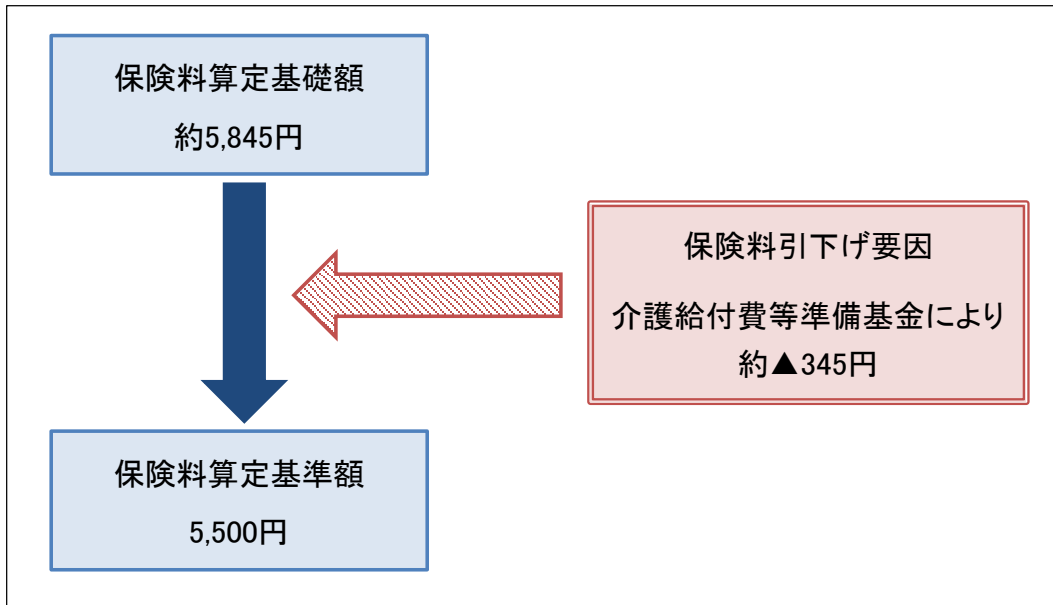 保険料算定基礎額
約5,845円
保険料引下げ要因
介護給付費等準備基金により
約▲345円
保険料算定基準額
5,500円